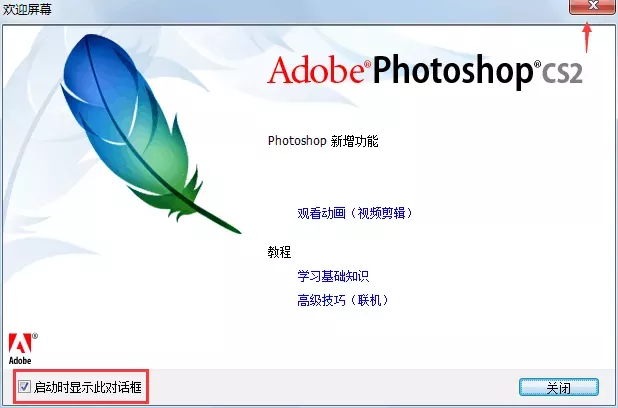 欢迎屏幕
Adobe®Photoshop®CS2
Photoshop 新增功能
观看动画（视频剪辑）
教程
学习基础知识
高级技巧（联机）
Adobe®
启动时显示此对话框
关闭